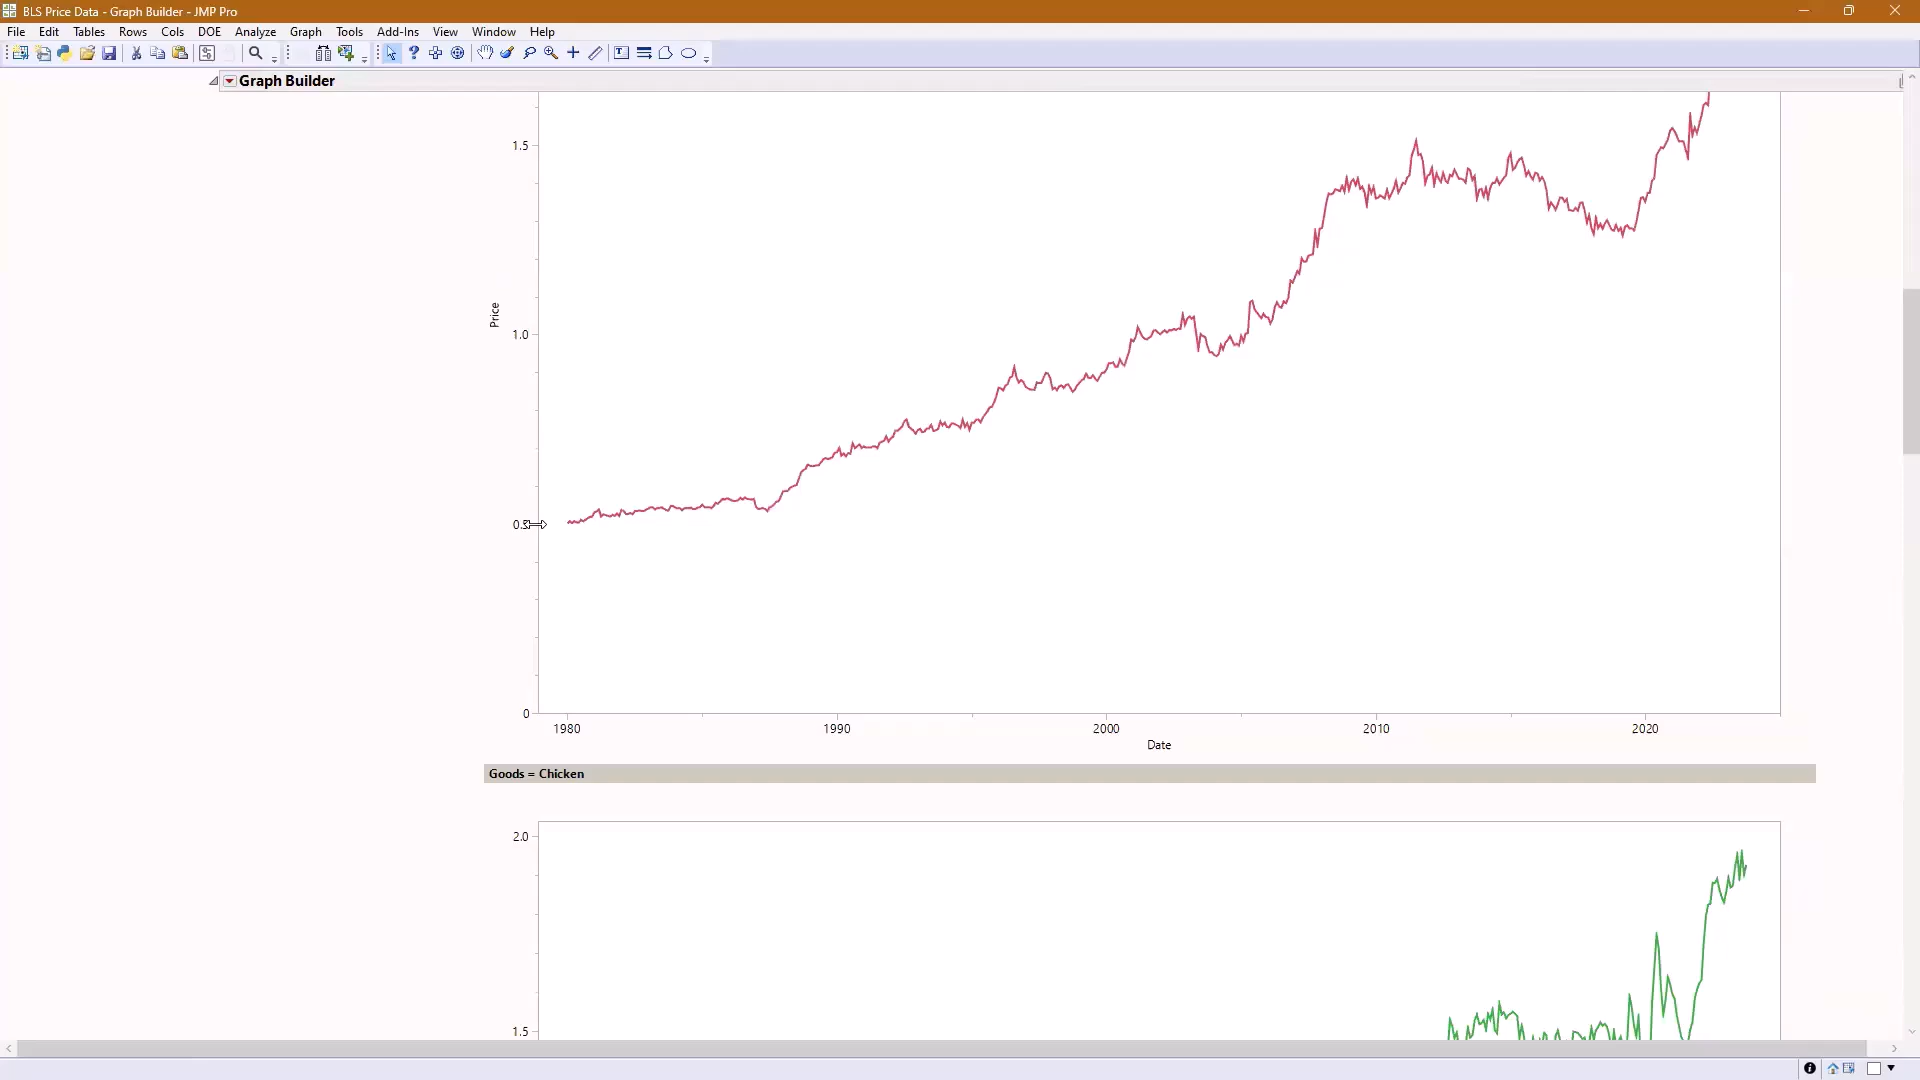 BLS Price Data - Graph Builder - JMP Pro
File Edit Tables Rows Cols DOE Analyze Graph Tools Add-Ins View Window Help
Graph Builder
1.5
Price
1.0
0
1980 1990 2000 2010 2020
Date
Goods = Chicken
2.0
1.5